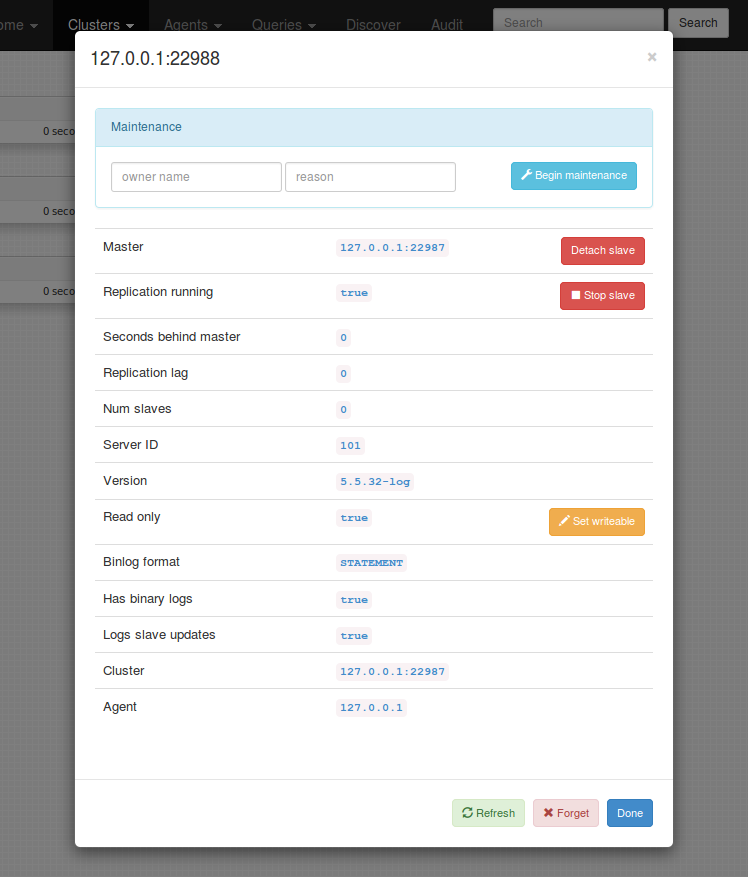 ome Clusters Agents Queries Discover Audit Search Search
127.0.0.1:22988 ×
Maintenance
owner name reason Begin maintenance
Master 127.0.0.1:22987 Detach slave
Replication running true Stop slave
Seconds behind master 0
Replication lag 0
Num slaves 0
Server ID 101
Version 5.5.32-log
Read only true Set writeable
Binlog format STATEMENT
Has binary logs true
Logs slave updates true
Cluster 127.0.0.1:22987
Agent 127.0.0.1
Refresh Forget Done
0 seco
0 seco
0 seco